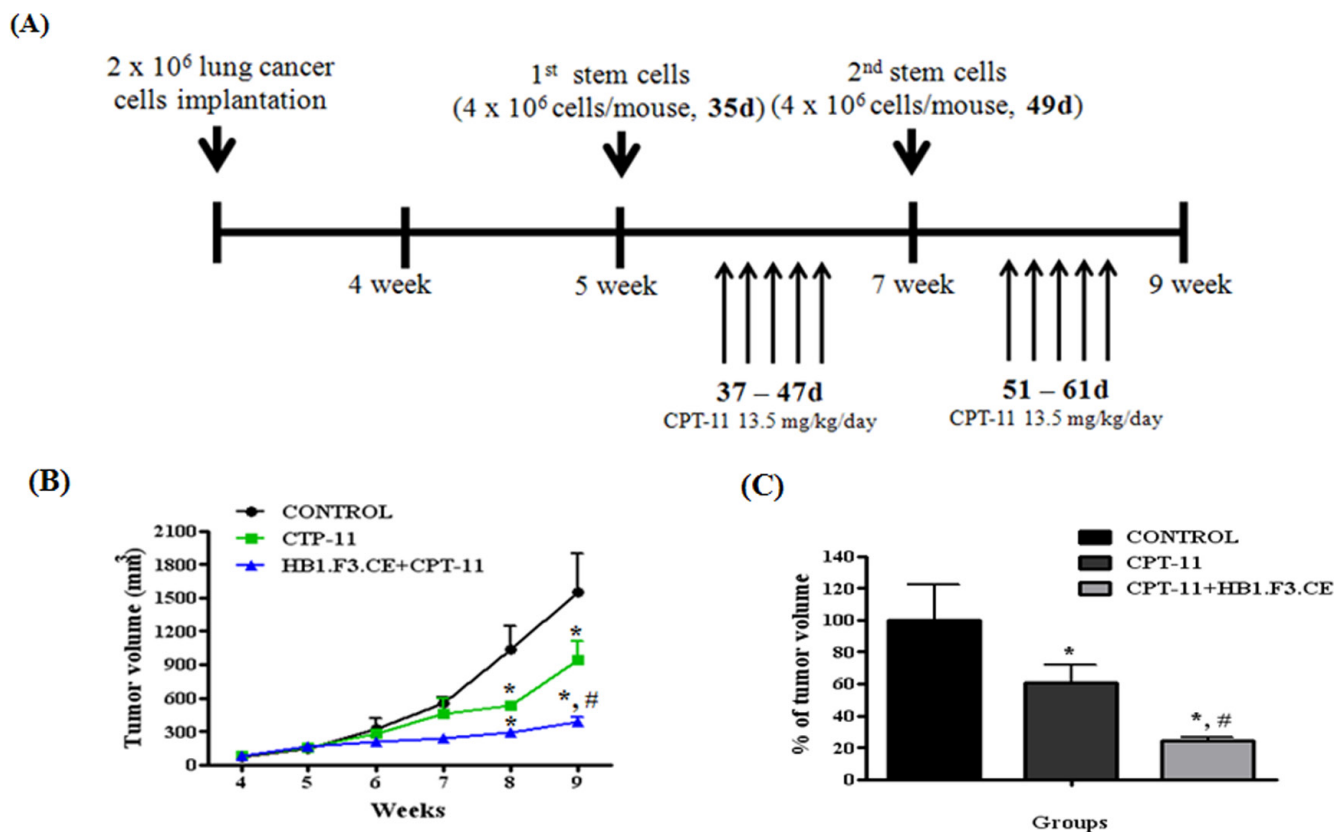 (A)
2 x 10⁶ lung cancer
cells implantation
1ˢᵗ stem cells
(4 x 10⁶ cells/mouse, 35d)
2ⁿᵈ stem cells
(4 x 10⁶ cells/mouse, 49d)
4 week
5 week
7 week
9 week
37 – 47d
CPT-11 13.5 mg/kg/day
51 – 61d
CPT-11 13.5 mg/kg/day
(B)
CONTROL
CTP-11
HB1.F3.CE+CPT-11
Tumor volume (mm³)
2100
1800
1500
1200
900
600
300
0
*
*
*
*, #
4 5 6 7 8 9
Weeks
(C)
CONTROL
CPT-11
CPT-11+HB1.F3.CE
% of tumor volume
140
120
100
80
60
40
20
0
*
*, #
Groups